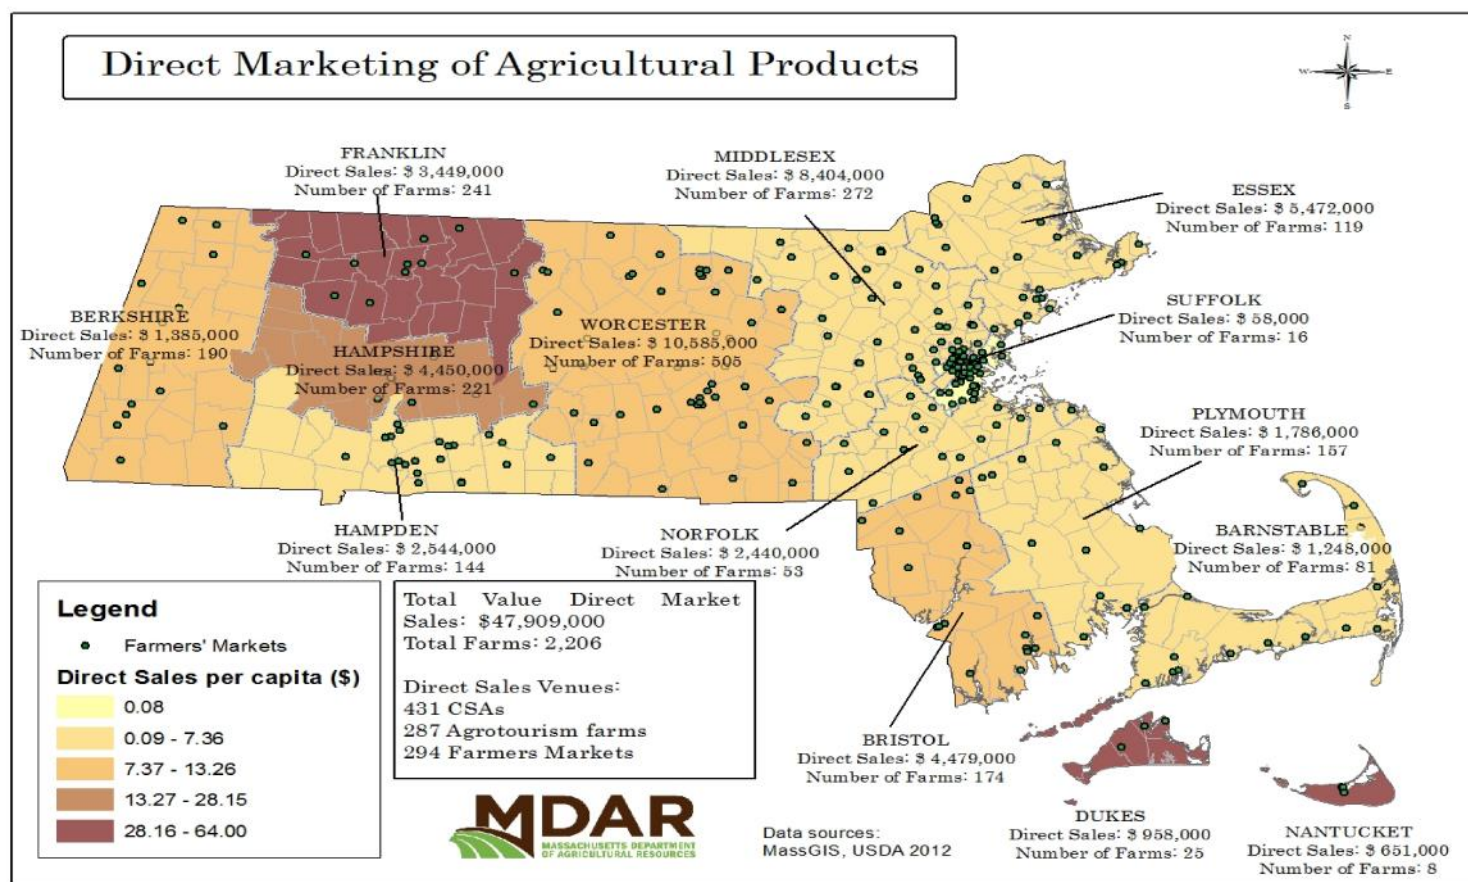 Direct Marketing of Agricultural Products
N
W
E
S
FRANKLIN
Direct Sales: $ 3,449,000
Number of Farms: 241
MIDDLESEX
Direct Sales: $ 8,404,000
Number of Farms: 272
ESSEX
Direct Sales: $ 5,472,000
Number of Farms: 119
BERKSHIRE
Direct Sales: $ 1,385,000
Number of Farms: 190
HAMPSHIRE
Direct Sales: $ 4,450,000
Number of Farms: 221
WORCESTER
Direct Sales: $ 10,585,000
Number of Farms: 505
SUFFOLK
Direct Sales: $ 58,000
Number of Farms: 16
PLYMOUTH
Direct Sales: $ 1,786,000
Number of Farms: 157
HAMPDEN
Direct Sales: $ 2,544,000
Number of Farms: 144
NORFOLK
Direct Sales: $ 2,440,000
Number of Farms: 53
BARNSTABLE
Direct Sales: $ 1,248,000
Number of Farms: 81
Legend
Farmers' Markets
Direct Sales per capita ($)
0.08
0.09 - 7.36
7.37 - 13.26
13.27 - 28.15
28.16 - 64.00
Total Value Direct Market
Sales: $47,909,000
Total Farms: 2,206
Direct Sales Venues:
431 CSAs
287 Agrotourism farms
294 Farmers Markets
BRISTOL
Direct Sales: $ 4,479,000
Number of Farms: 174
DUKES
Direct Sales: $ 958,000
Number of Farms: 25
NANTUCKET
Direct Sales: $ 651,000
Number of Farms: 8
MDAR
MASSACHUSETTS DEPARTMENT
OF AGRICULTURAL RESOURCES
Data sources:
MassGIS, USDA 2012